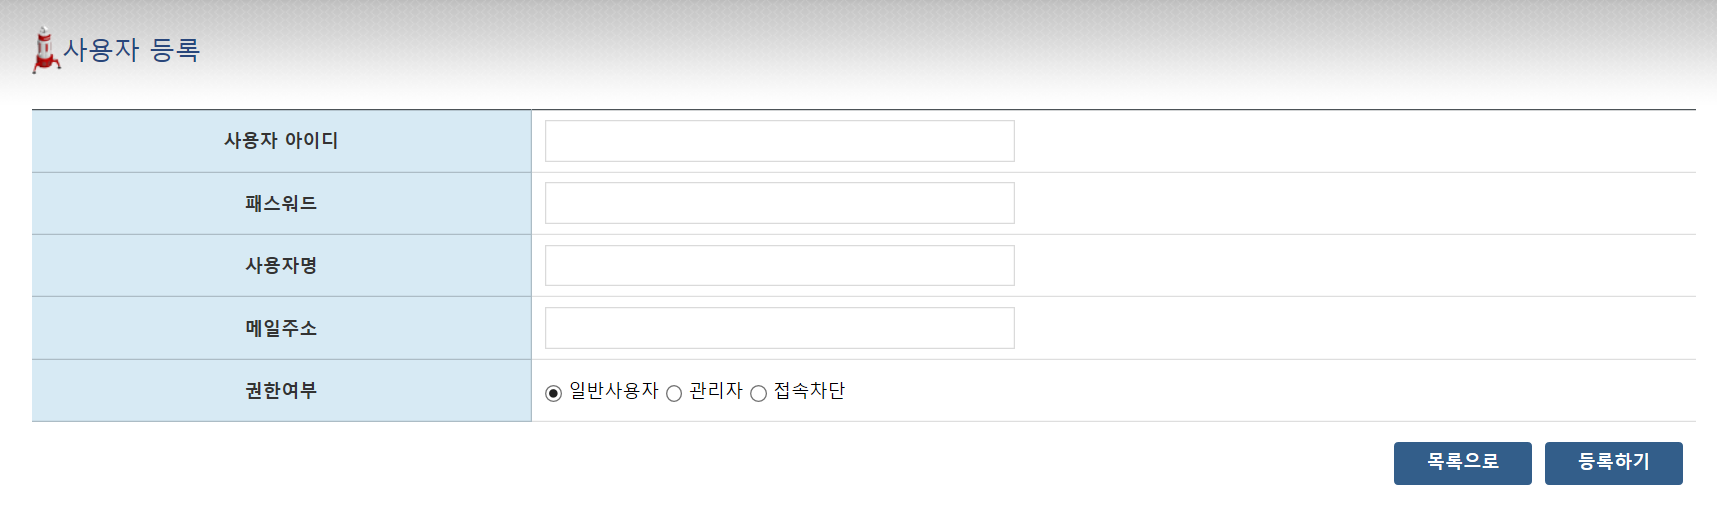 사용자 등록
사용자 아이디
패스워드
사용자명
메일주소
권한여부 일반사용자 관리자 접속차단
목록으로 등록하기